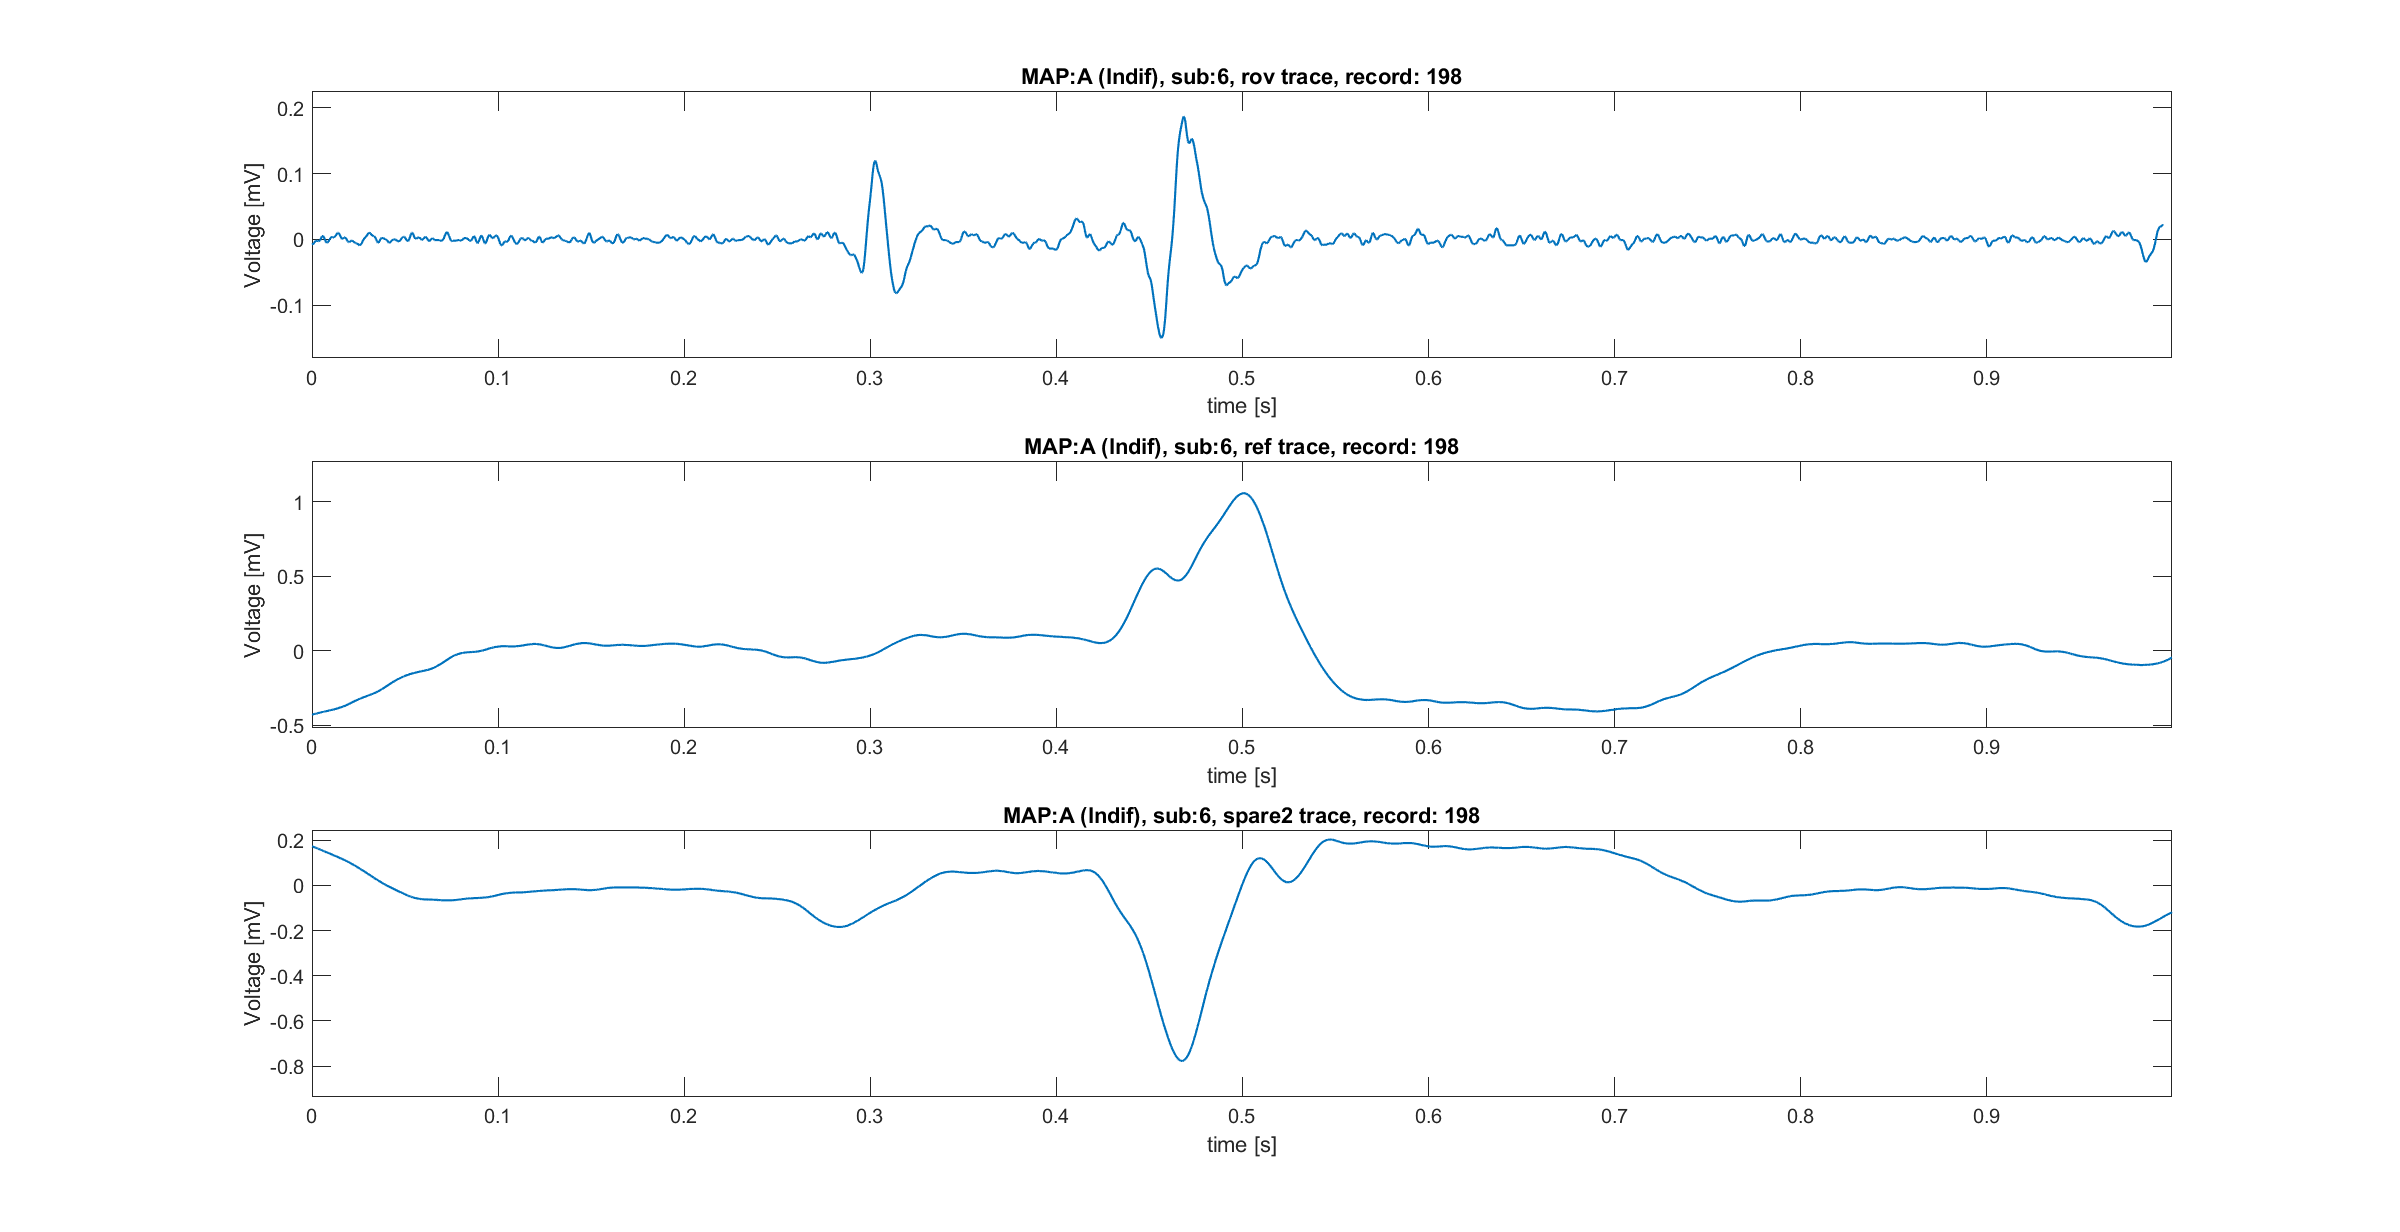 MAP:A (Indif), sub:6, rov trace, record: 198
Voltage [mV]
0.2
0.1
0
-0.1
0 0.1 0.2 0.3 0.4 0.5 0.6 0.7 0.8 0.9
time [s]
MAP:A (Indif), sub:6, ref trace, record: 198
Voltage [mV]
1
0.5
0
-0.5
0 0.1 0.2 0.3 0.4 0.5 0.6 0.7 0.8 0.9
time [s]
MAP:A (Indif), sub:6, spare2 trace, record: 198
Voltage [mV]
0.2
0
-0.2
-0.4
-0.6
-0.8
0 0.1 0.2 0.3 0.4 0.5 0.6 0.7 0.8 0.9
time [s]